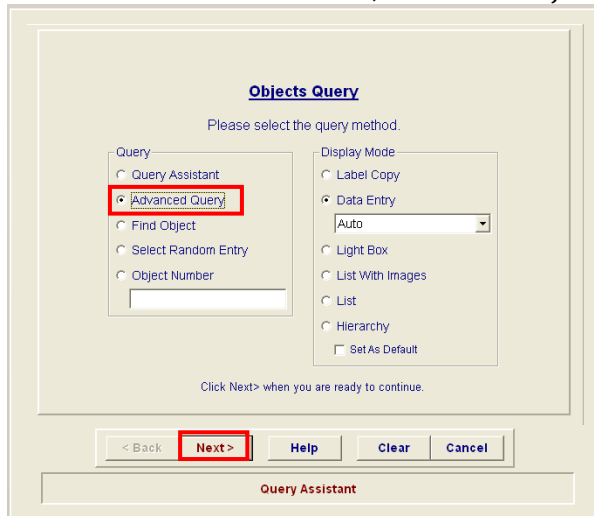 Objects Query
Please select the query method.
Query
Query Assistant
Advanced Query
Find Object
Select Random Entry
Object Number
Display Mode
Label Copy
Data Entry
Auto
Light Box
List With Images
List
Hierarchy
Set As Default
Click Next> when you are ready to continue.
< Back Next > Help Clear Cancel
Query Assistant